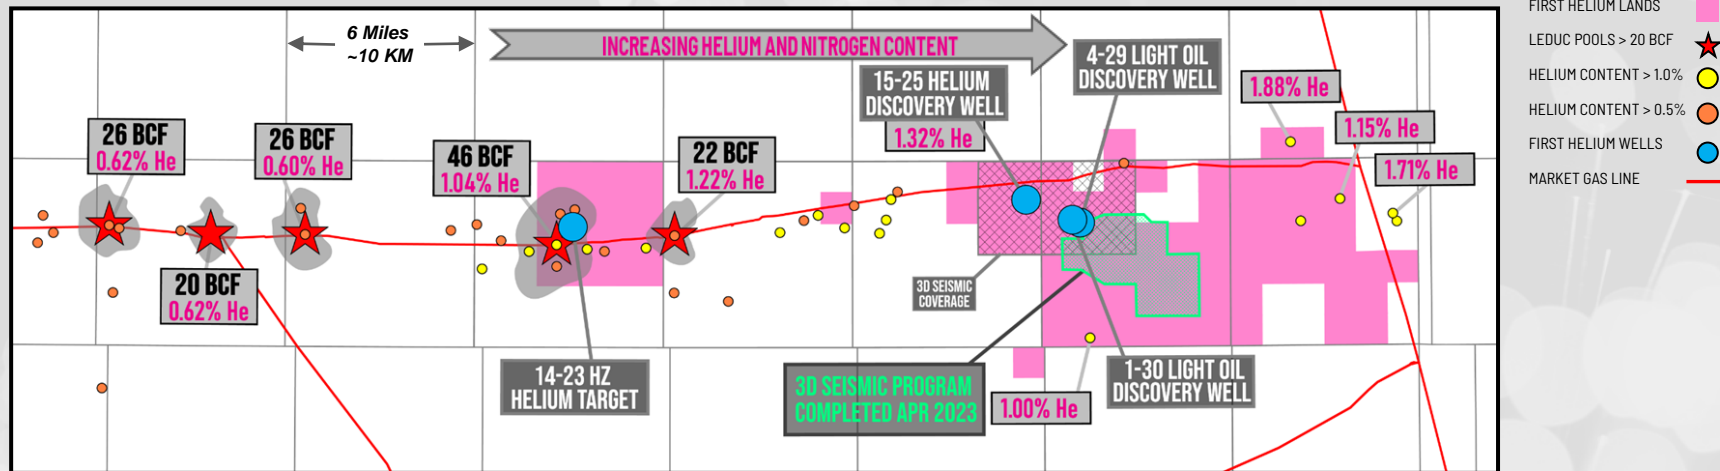 6 Miles
~10 KM
INCREASING HELIUM AND NITROGEN CONTENT
26 BCF
0.62% He
26 BCF
0.60% He
46 BCF
1.04% He
22 BCF
1.22% He
15-25 HELIUM
DISCOVERY WELL
1.32% He
4-29 LIGHT OIL
DISCOVERY WELL
1.88% He
1.15% He
1.71% He
20 BCF
0.62% He
3D SEISMIC
COVERAGE
14-23 HZ
HELIUM TARGET
3D SEISMIC PROGRAM
COMPLETED APR 2023
1.00% He
1-30 LIGHT OIL
DISCOVERY WELL
FIRST HELIUM LANDS
LEDUC POOLS > 20 BCF
HELIUM CONTENT > 1.0%
HELIUM CONTENT > 0.5%
FIRST HELIUM WELLS
MARKET GAS LINE